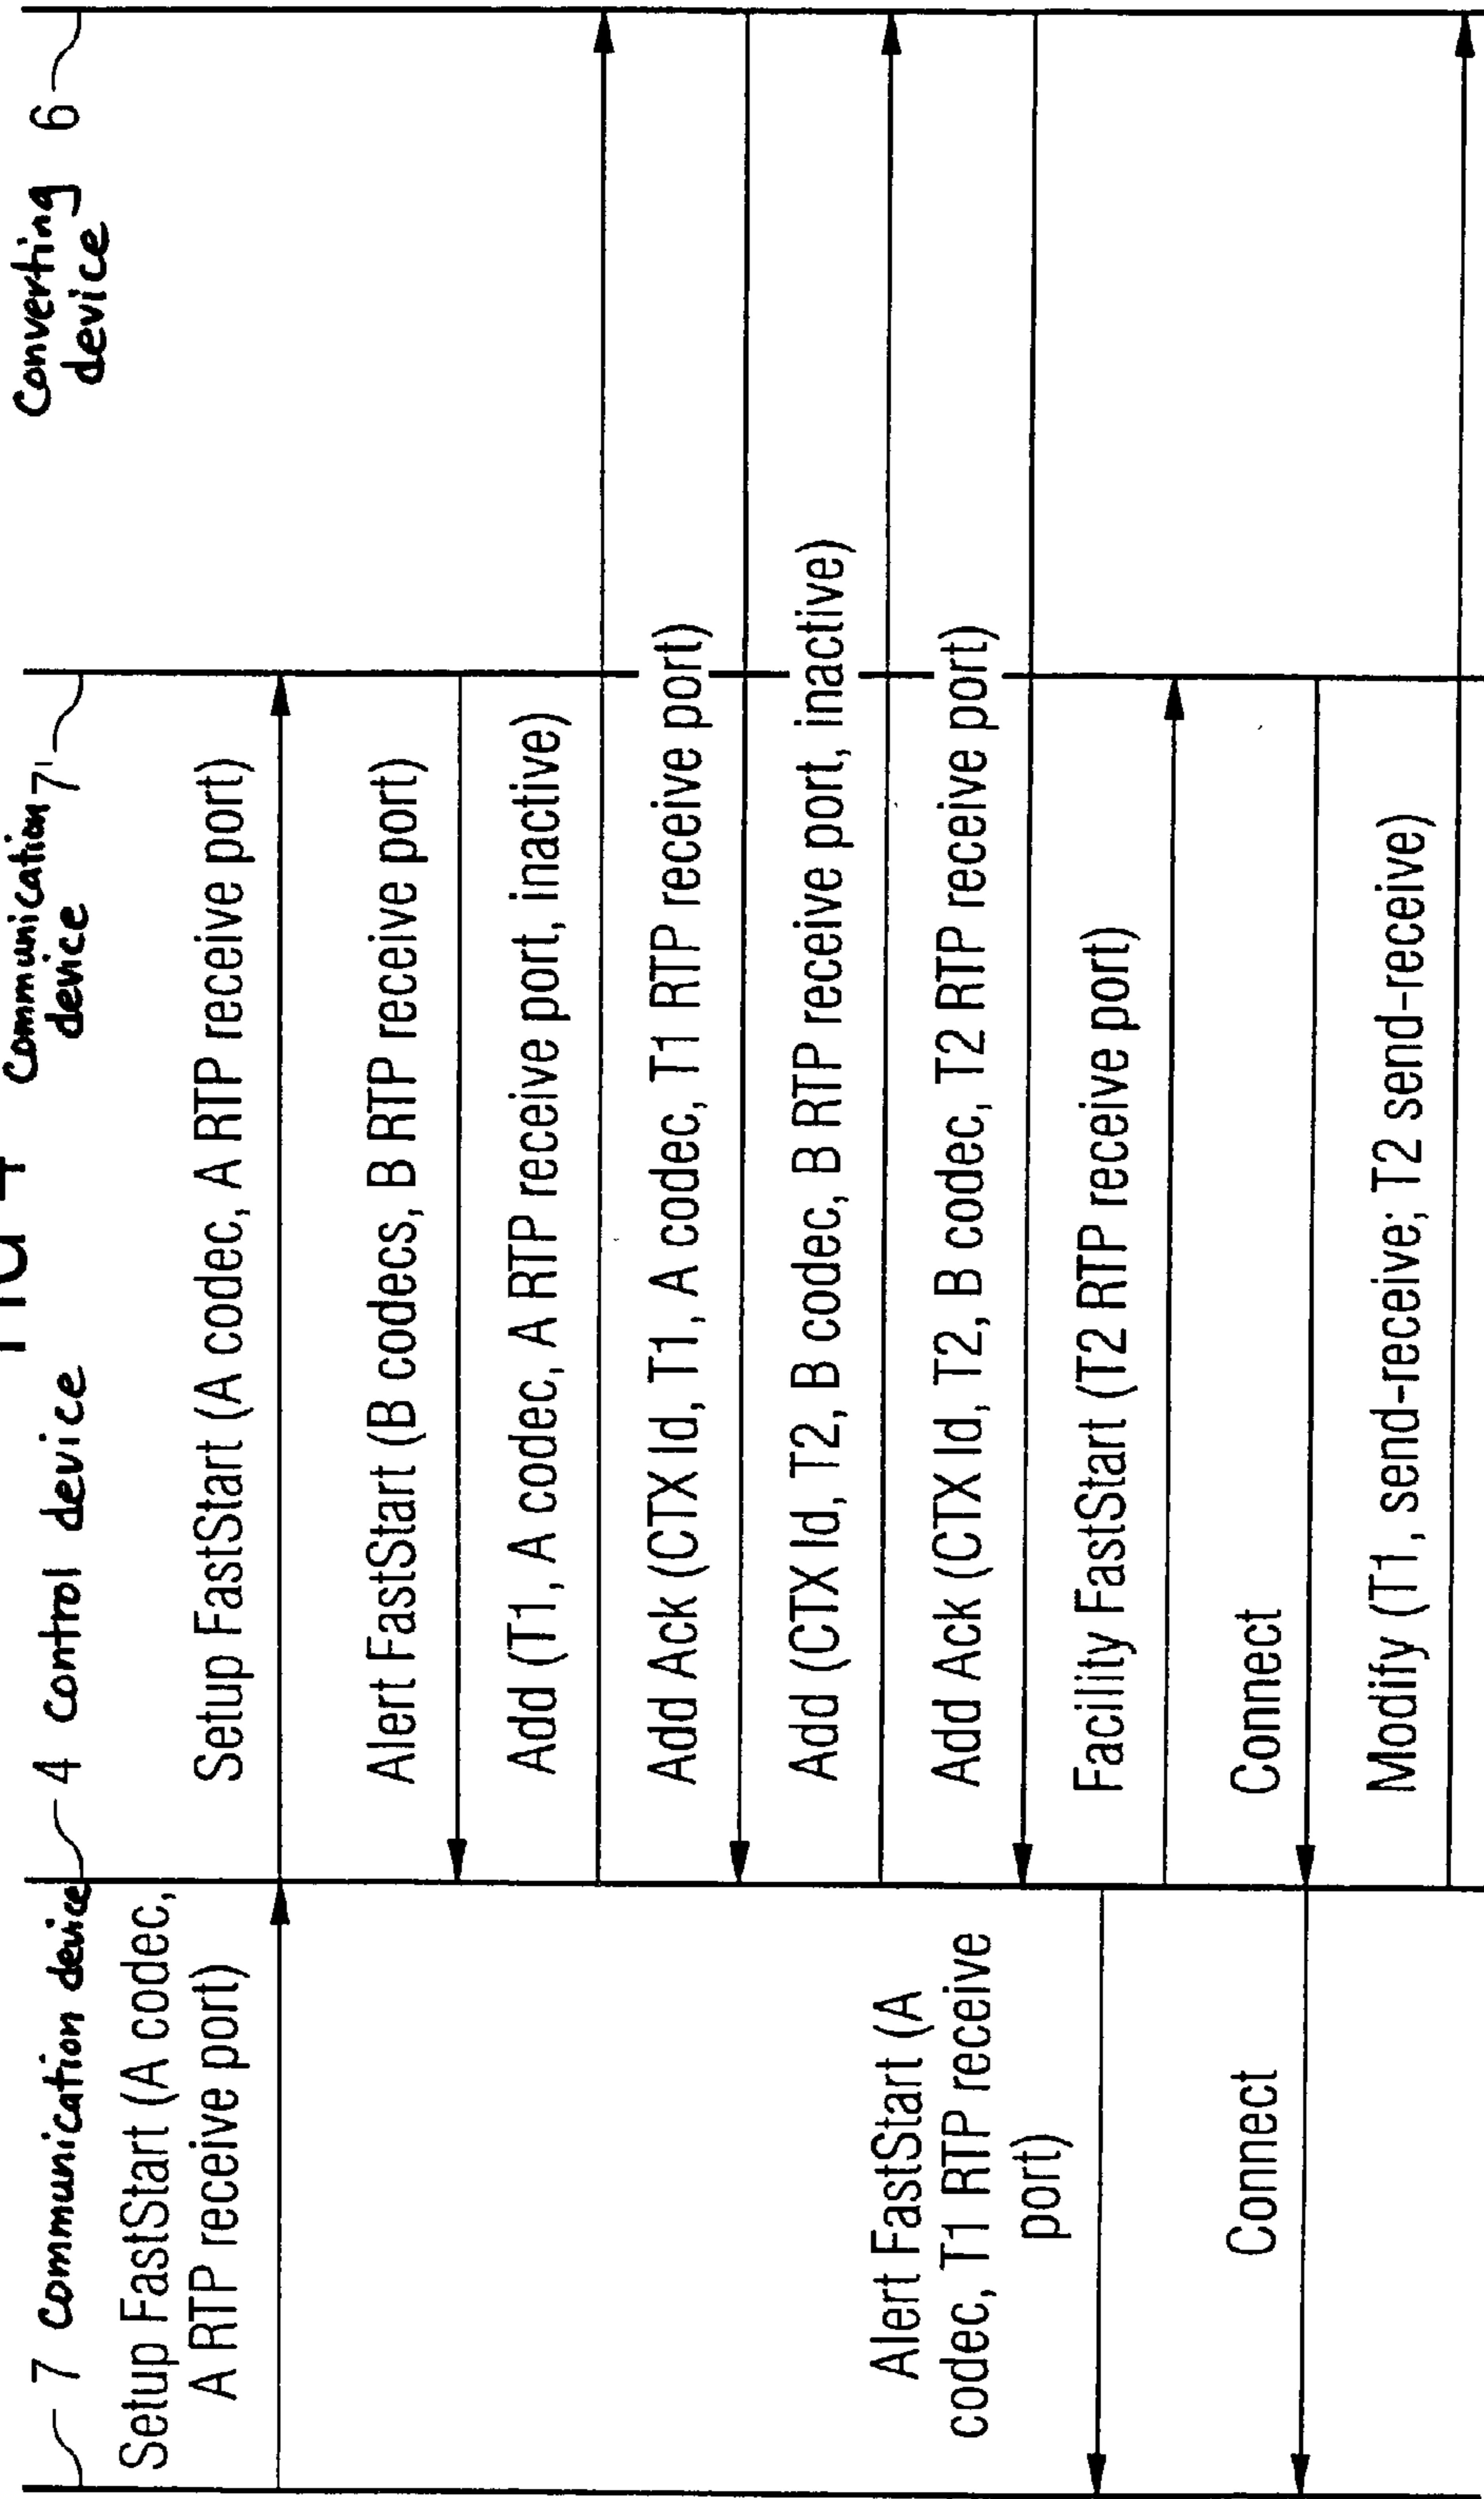 FIG 4
7 communication device
4 control device
communication 7'
device
converting 6
device
Setup FastStart (A codec,
A RTP receive port)
Setup FastStart (A codec, A RTP receive port)
Alert FastStart (B codecs, B RTP receive port)
Add (T1, A codec, A RTP receive port, inactive)
Add Ack (CTX Id, T1, A codec, T1 RTP receive port)
Add (CTX Id, T2, B codec, B RTP receive port, inactive)
Add Ack (CTX Id, T2, B codec, T2 RTP receive port)
Alert FastStart (A
codec, T1 RTP receive
port)
Facility FastStart (T2 RTP receive port)
Connect
Connect
Modify (T1, send-receive; T2 send-receive)